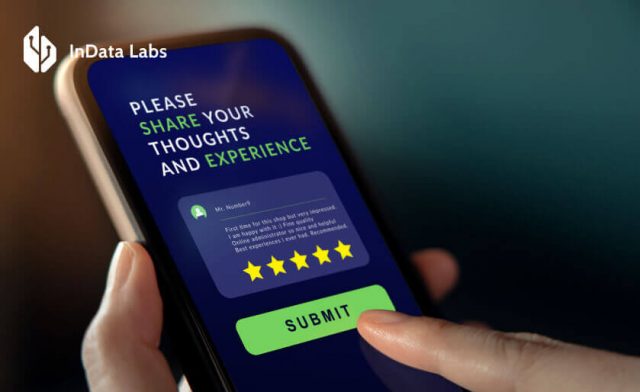 InData Labs
PLEASE
SHARE YOUR
THOUGHTS
AND EXPERIENCE
Mr. Nomber9
First time for this shop but very impressed.
I am happy with it :) Fine quality
Online administrator so nice and helpful
Best experiences I ever had. Recommended.
SUBMIT